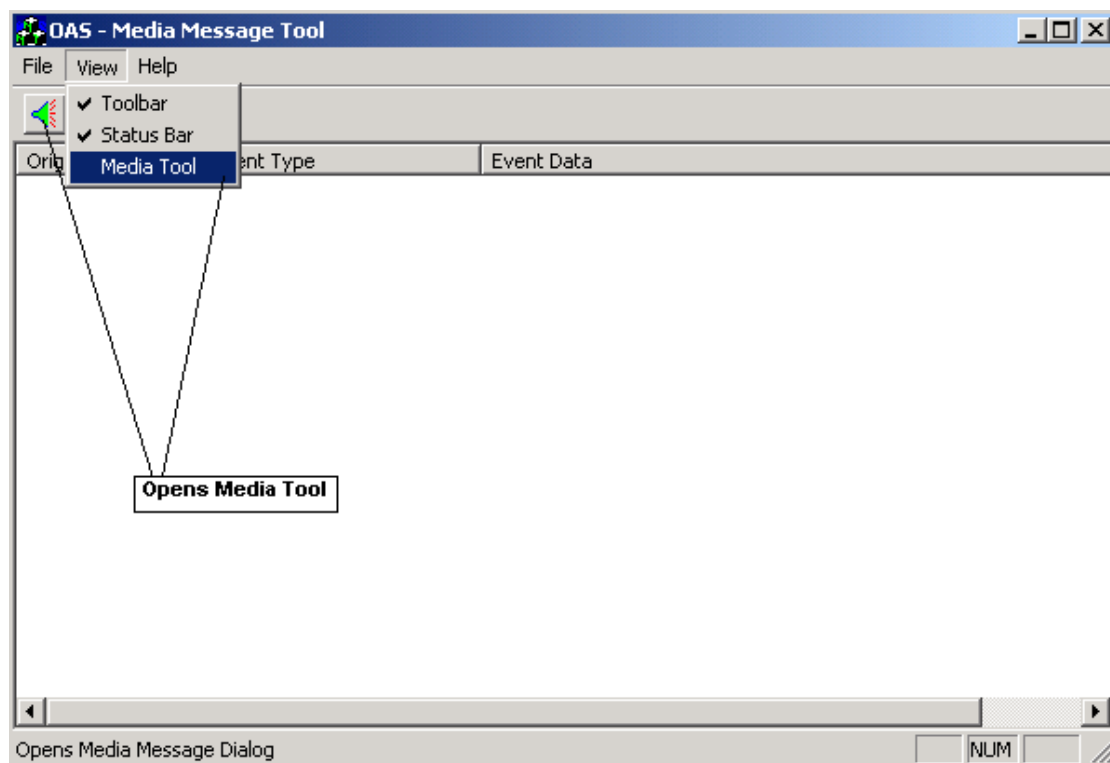 OAS - Media Message Tool
File View Help
Toolbar
Status Bar
Media Tool
Orig ent Type Event Data
Opens Media Tool
Opens Media Message Dialog NUM